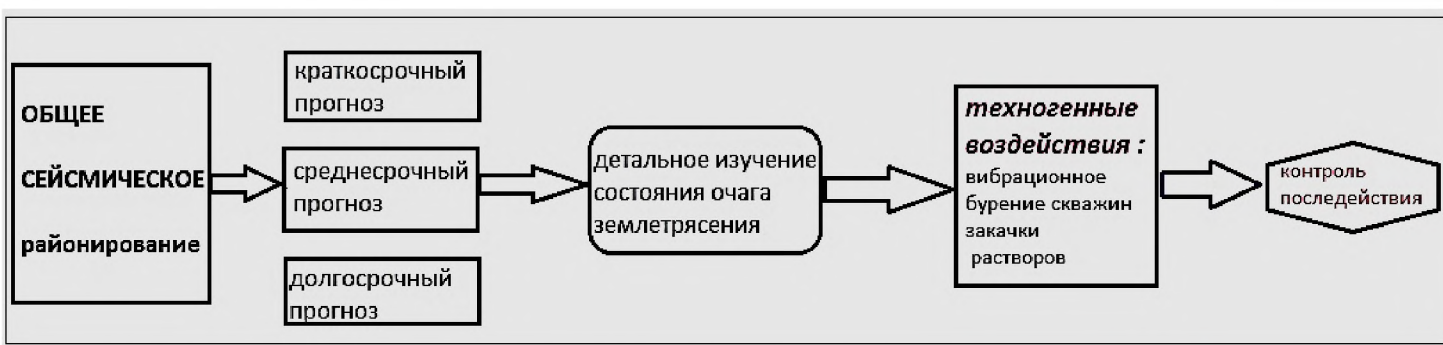 ОБЩЕЕ
СЕЙСМИЧЕСКОЕ
районирование
краткосрочный
прогноз
среднесрочный
прогноз
долгосрочный
прогноз
детальное изучение
состояния очага
землетрясения
техногенные
воздействия :
вибрационное
бурение скважин
закачки
растворов
контроль
последействия